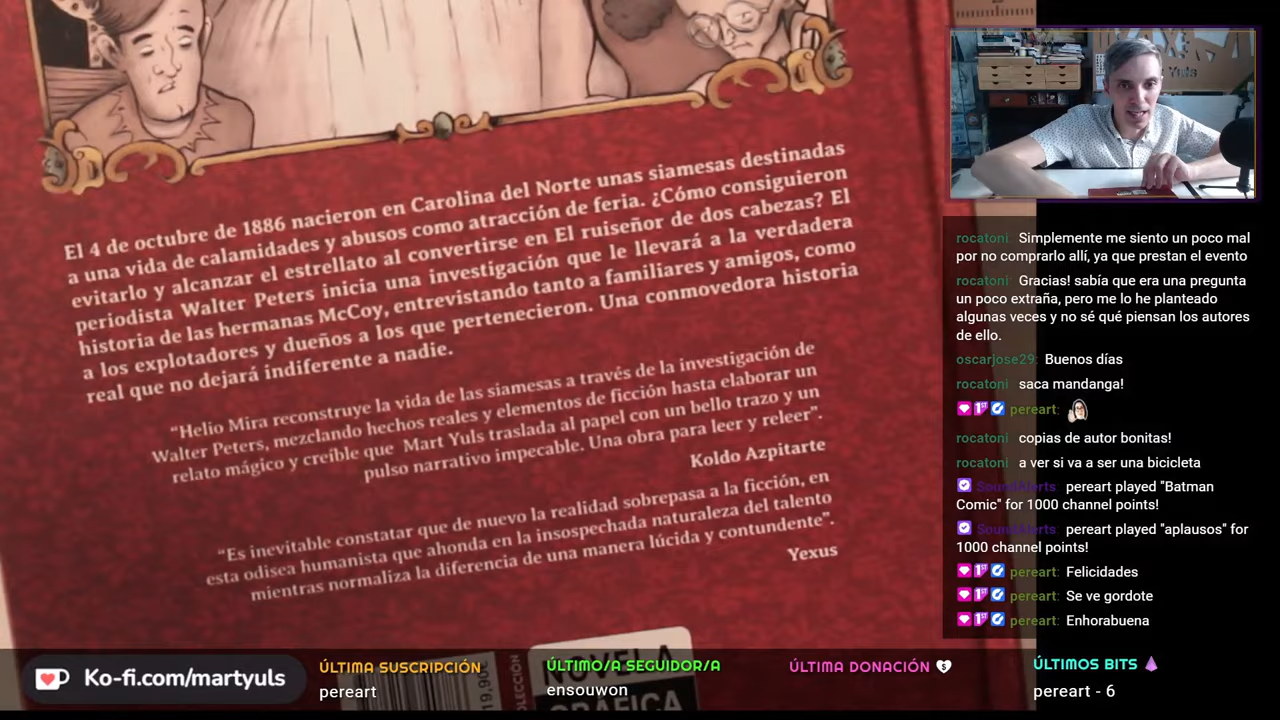 El 4 de octubre de 1886 nacieron en Carolina del Norte unas siamesas destinadas
a una vida de calamidades y abusos como atracción de feria. ¿Cómo consiguieron
evitarlo y alcanzar el estrellato al convertirse en El ruiseñor de dos cabezas? El
periodista Walter Peters inicia una investigación que le llevará a la verdadera
historia de las hermanas McCoy, entrevistando tanto a familiares y amigos, como
a los explotadores y dueños a los que pertenecieron. Una conmovedora historia
real que no dejará indiferente a nadie.
“Helio Mira reconstruye la vida de las siamesas a través de la investigación de
Walter Peters, mezclando hechos reales y elementos de ficción hasta elaborar un
relato mágico y creíble que Mart Yuls traslada al papel con un bello trazo y un
pulso narrativo impecable. Una obra para leer y releer”.
Koldo Azpitarte
“Es inevitable constatar que de nuevo la realidad sobrepasa a la ficción, en
esta odisea humanista que ahonda en la insospechada naturaleza del talento
mientras normaliza la diferencia de una manera lúcida y contundente”.
Yexus
COLECCIÓN
NOVELA
GRÁFICA
rocatoni: Simplemente me siento un poco mal
por no comprarlo allí, ya que prestan el evento
rocatoni: Gracias! sabía que era una pregunta
un poco extraña, pero me lo he planteado
algunas veces y no sé qué piensan los autores
de ello.
oscarjose29: Buenos días
rocatoni: saca mandanga!
pereart:
rocatoni: copias de autor bonitas!
rocatoni: a ver si va a ser una bicicleta
SoundAlerts: pereart played "Batman
Comic" for 1000 channel points!
SoundAlerts: pereart played "aplausos" for
1000 channel points!
pereart: Felicidades
pereart: Se ve gordote
pereart: Enhorabuena
Ko-fi.com/martyuls
ÚLTIMA SUSCRIPCIÓN
pereart
ÚLTIMO/A SEGUIDOR/A
ensouwon
ÚLTIMA DONACIÓN
ÚLTIMOS BITS
pereart - 6